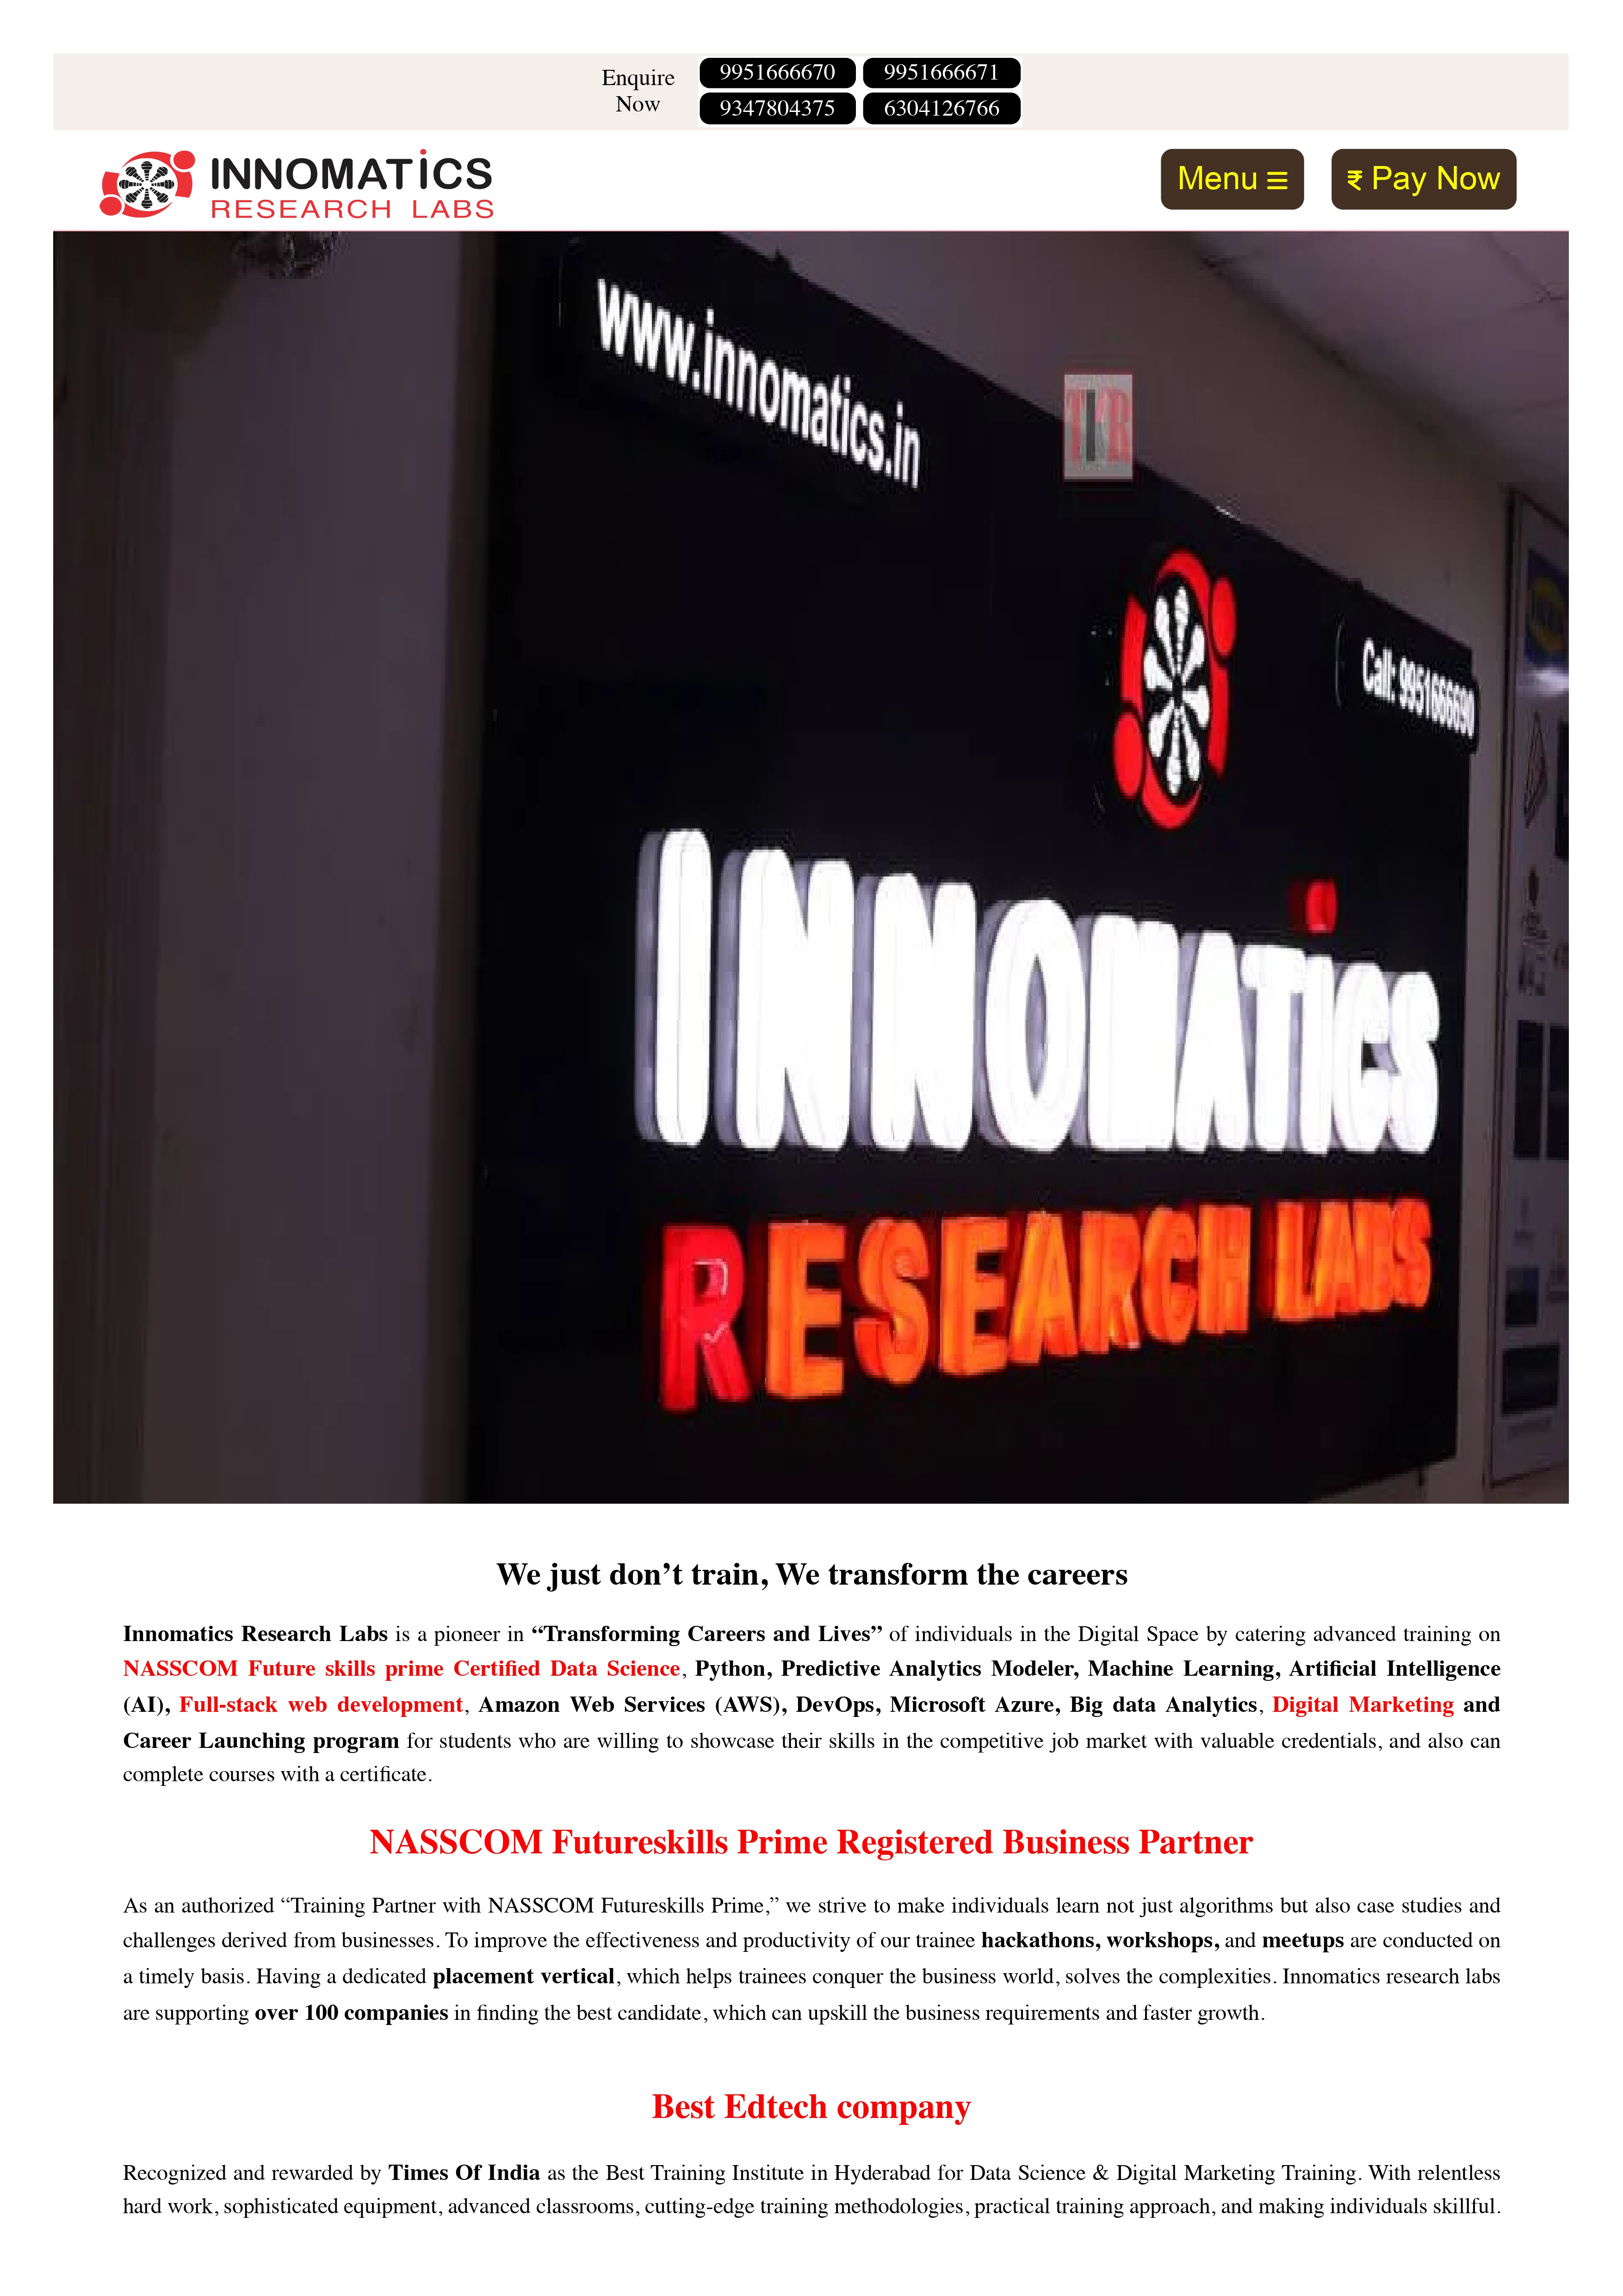 Enquire
Now
9951666670
9951666671
9347804375
6304126766
INNOMATICS
RESEARCH LABS
Menu
₹ Pay Now
www.innomatics.in
Call: 9951666690
INNOMATICS
RESEARCH LABS
We just don’t train, We transform the careers
Innomatics Research Labs is a pioneer in “Transforming Careers and Lives” of individuals in the Digital Space by catering advanced training on
NASSCOM Future skills prime Certified Data Science, Python, Predictive Analytics Modeler, Machine Learning, Artificial Intelligence
(AI), Full-stack web development, Amazon Web Services (AWS), DevOps, Microsoft Azure, Big data Analytics, Digital Marketing and
Career Launching program for students who are willing to showcase their skills in the competitive job market with valuable credentials, and also can
complete courses with a certificate.
NASSCOM Futureskills Prime Registered Business Partner
As an authorized “Training Partner with NASSCOM Futureskills Prime,” we strive to make individuals learn not just algorithms but also case studies and
challenges derived from businesses. To improve the effectiveness and productivity of our trainee hackathons, workshops, and meetups are conducted on
a timely basis. Having a dedicated placement vertical, which helps trainees conquer the business world, solves the complexities. Innomatics research labs
are supporting over 100 companies in finding the best candidate, which can upskill the business requirements and faster growth.
Best Edtech company
Recognized and rewarded by Times Of India as the Best Training Institute in Hyderabad for Data Science & Digital Marketing Training. With relentless
hard work, sophisticated equipment, advanced classrooms, cutting-edge training methodologies, practical training approach, and making individuals skillful.